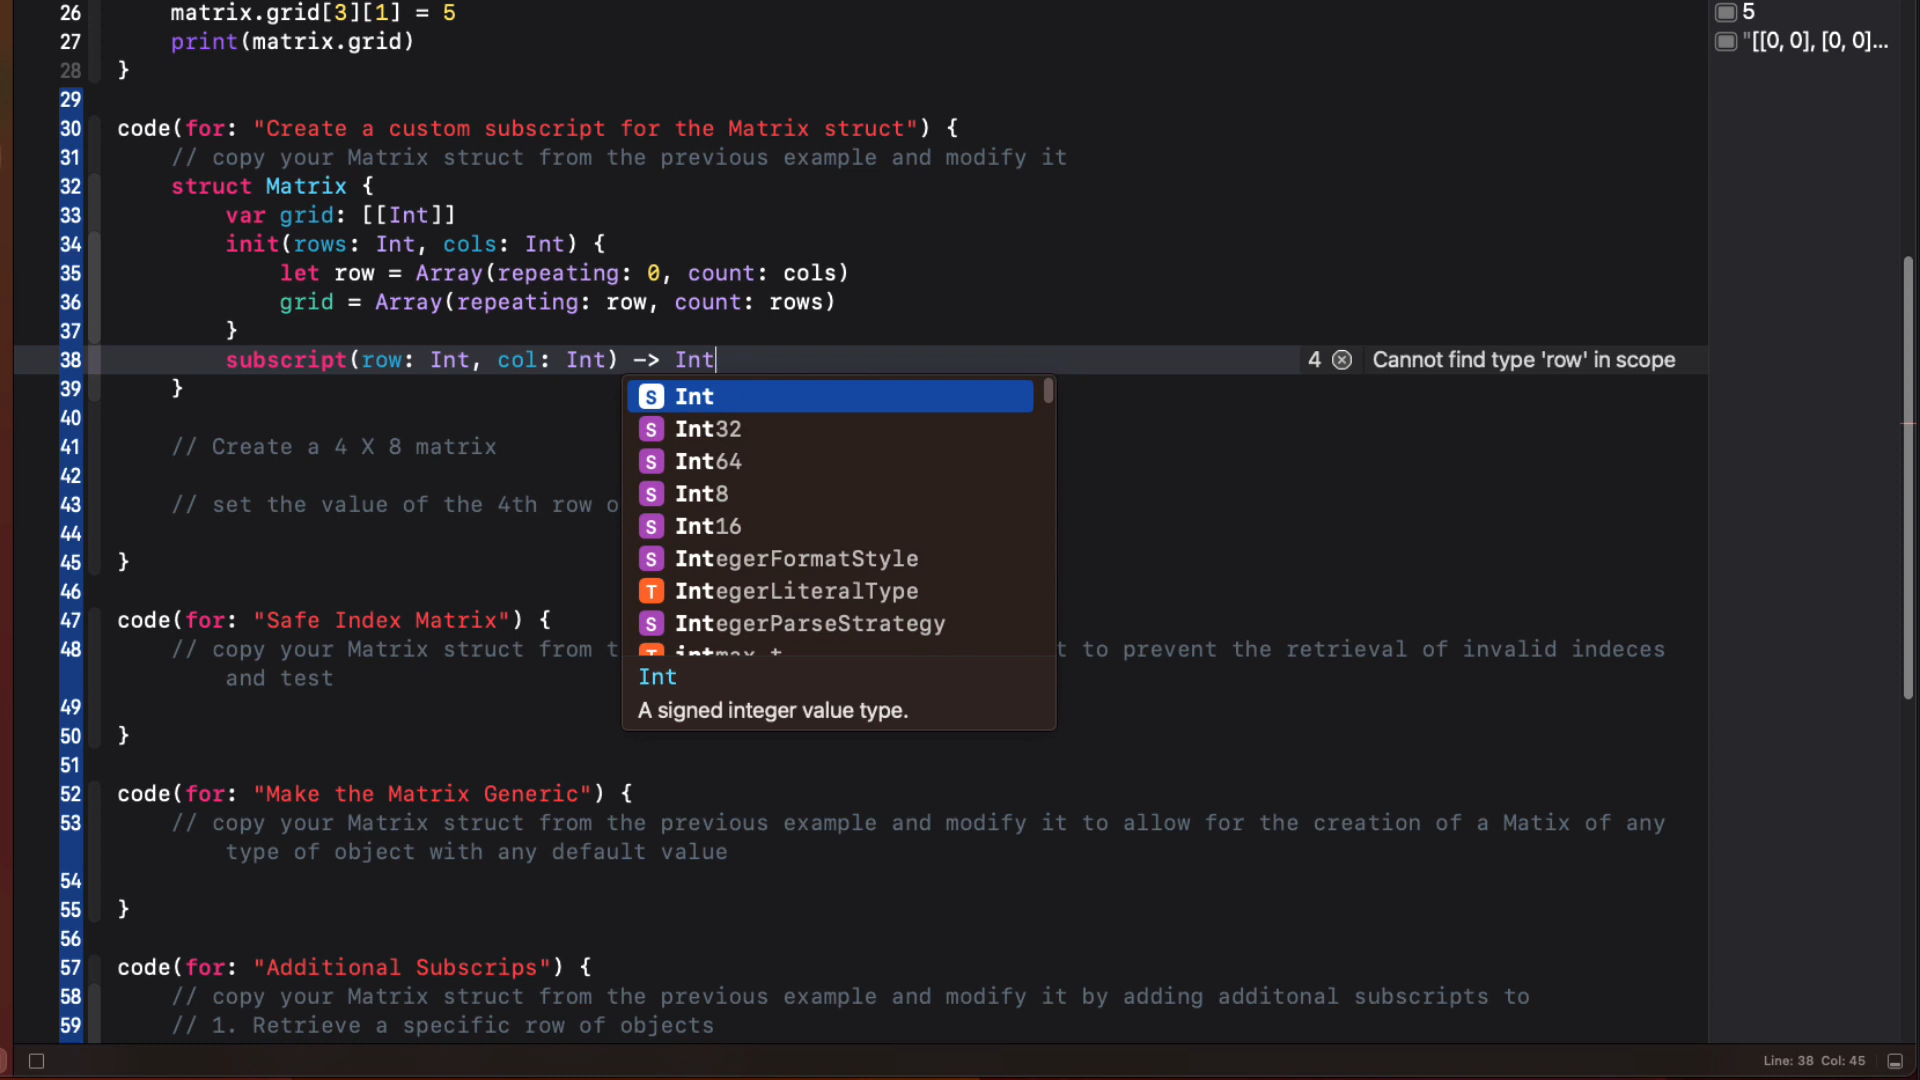 26 matrix.grid[3][1] = 5
5
27 print(matrix.grid)
"[[0, 0], [0, 0]...
28 }
29
30 code(for: "Create a custom subscript for the Matrix struct") {
31 // copy your Matrix struct from the previous example and modify it
32 struct Matrix {
33 var grid: [[Int]]
34 init(rows: Int, cols: Int) {
35 let row = Array(repeating: 0, count: cols)
36 grid = Array(repeating: row, count: rows)
37 }
38 subscript(row: Int, col: Int) -> Int
4 Cannot find type 'row' in scope
39 }
40
41 // Create a 4 X 8 matrix
42
43 // set the value of the 4th row o
44
45 }
46
47 code(for: "Safe Index Matrix") {
48 // copy your Matrix struct from t
t to prevent the retrieval of invalid indeces
and test
49
50 }
51
52 code(for: "Make the Matrix Generic") {
53 // copy your Matrix struct from the previous example and modify it to allow for the creation of a Matix of any
type of object with any default value
54
55 }
56
57 code(for: "Additional Subscrips") {
58 // copy your Matrix struct from the previous example and modify it by adding additonal subscripts to
59 // 1. Retrieve a specific row of objects
S Int
S Int32
S Int64
S Int8
S Int16
S IntegerFormatStyle
T IntegerLiteralType
S IntegerParseStrategy
T intmax_t
Int
A signed integer value type.
Line: 38 Col: 45